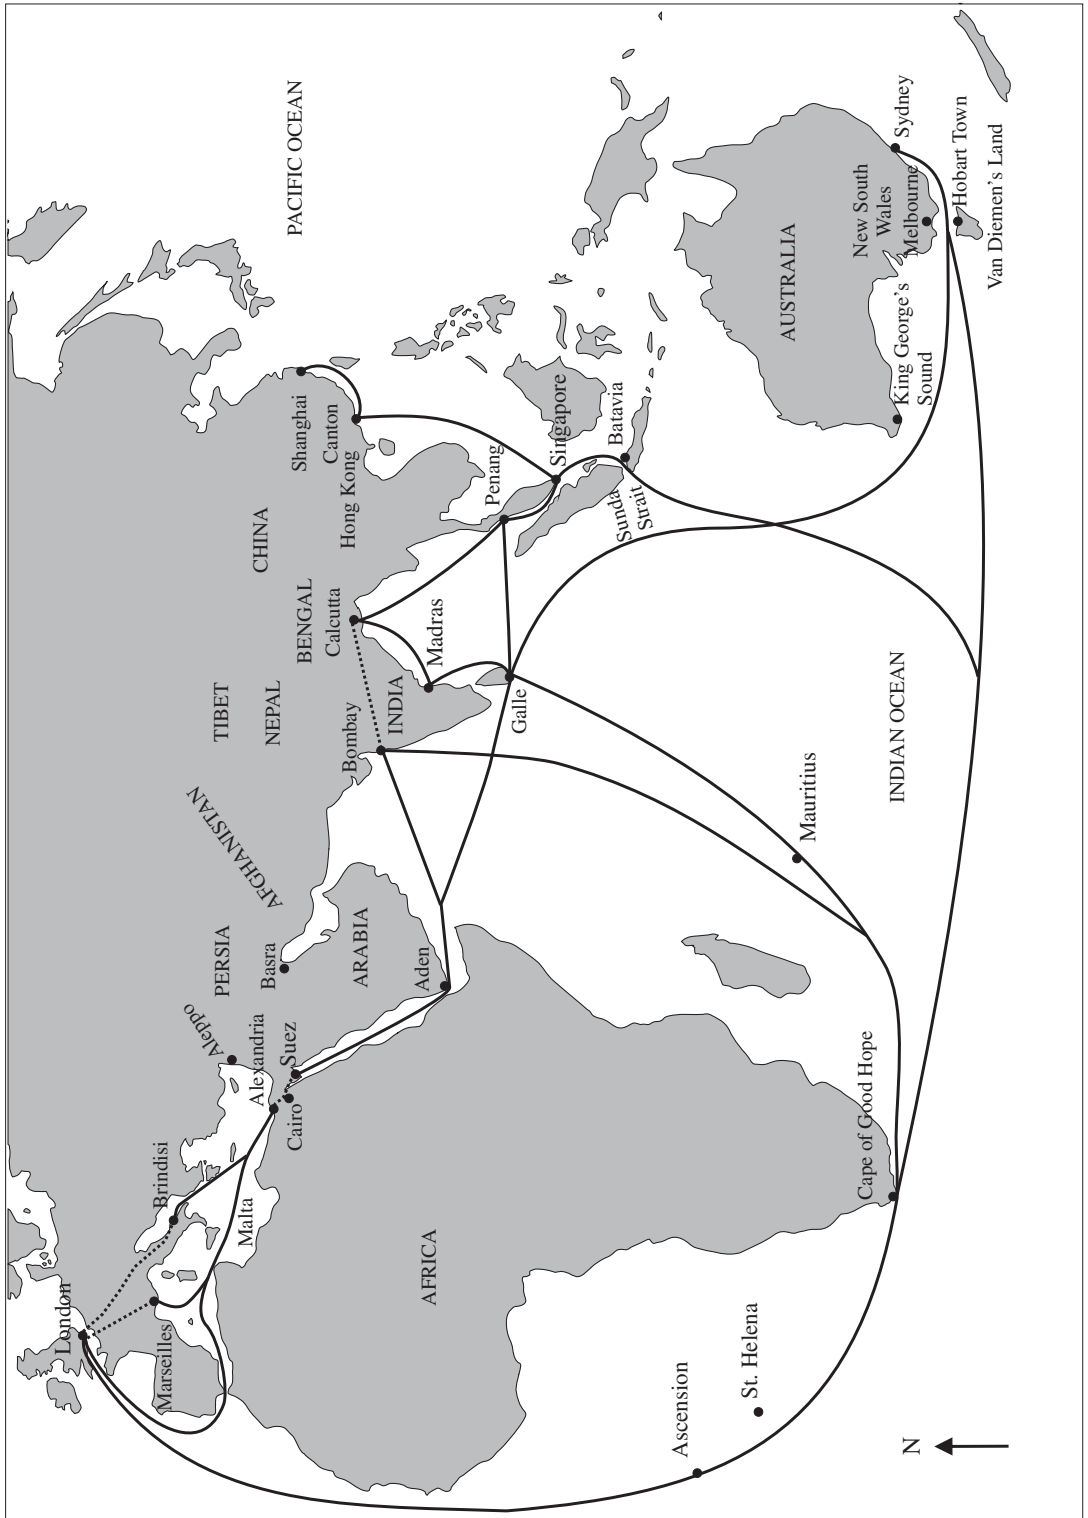 PACIFIC OCEAN
Sydney
Hobart Town
Van Diemen's Land
New South
Wales
Melbourne
AUSTRALIA
King George's
Sound
Shanghai
Canton
Hong Kong
CHINA
Singapore
Batavia
Penang
Sunda
Strait
BENGAL
Calcutta
Madras
TIBET
NEPAL
INDIA
Bombay
Galle
INDIAN OCEAN
Mauritius
AFGHANISTAN
PERSIA
Basra
ARABIA
Aden
Aleppo
Alexandria
Suez
Cairo
Cape of Good Hope
Brindisi
Malta
AFRICA
London
Marseilles
Ascension
St. Helena
N